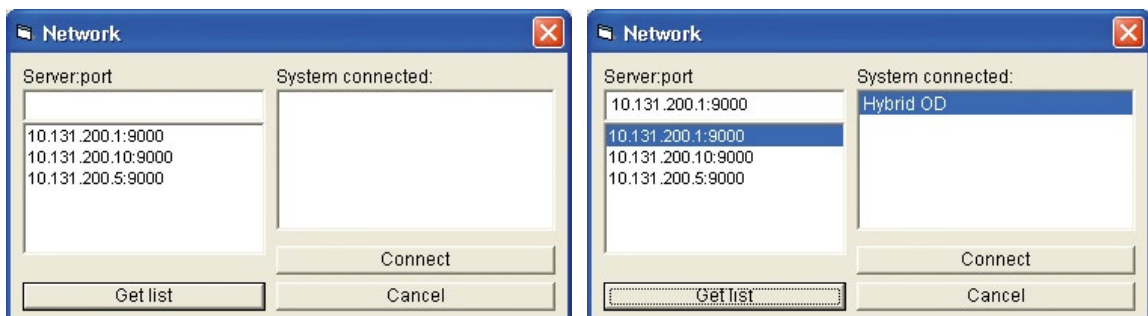 Network
Server:port
System connected:
10.131.200.1:9000
10.131.200.10:9000
10.131.200.5:9000
Connect
Get list
Cancel
Network
Server:port
System connected:
10.131.200.1:9000
Hybrid OD
10.131.200.1:9000
10.131.200.10:9000
10.131.200.5:9000
Connect
Get list
Cancel